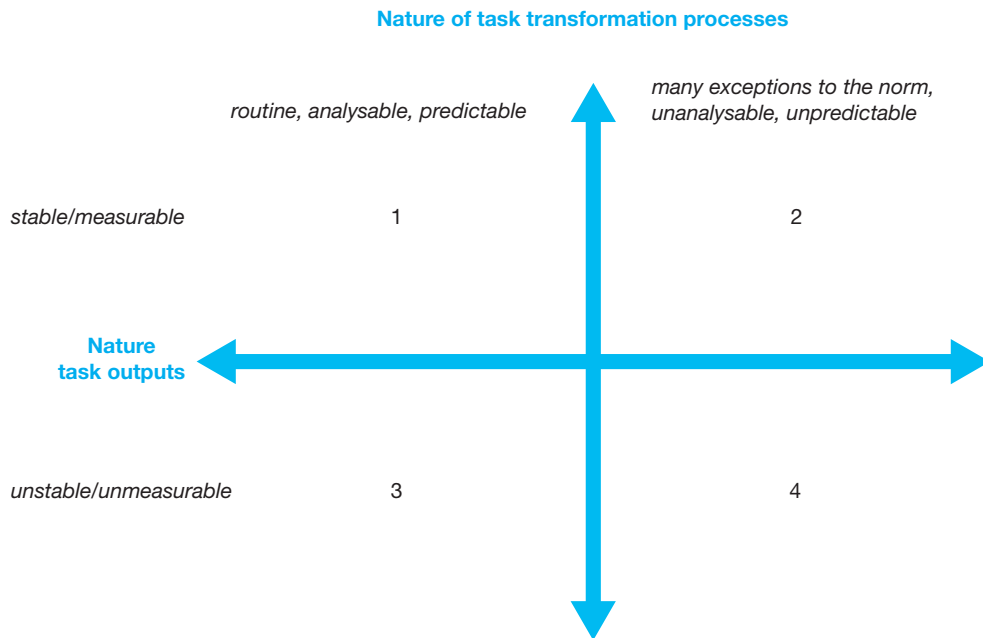 Nature of task transformation processes
routine, analysable, predictable
many exceptions to the norm,
unanalysable, unpredictable
stable/measurable
1
2
Nature
task outputs
unstable/unmeasurable
3
4